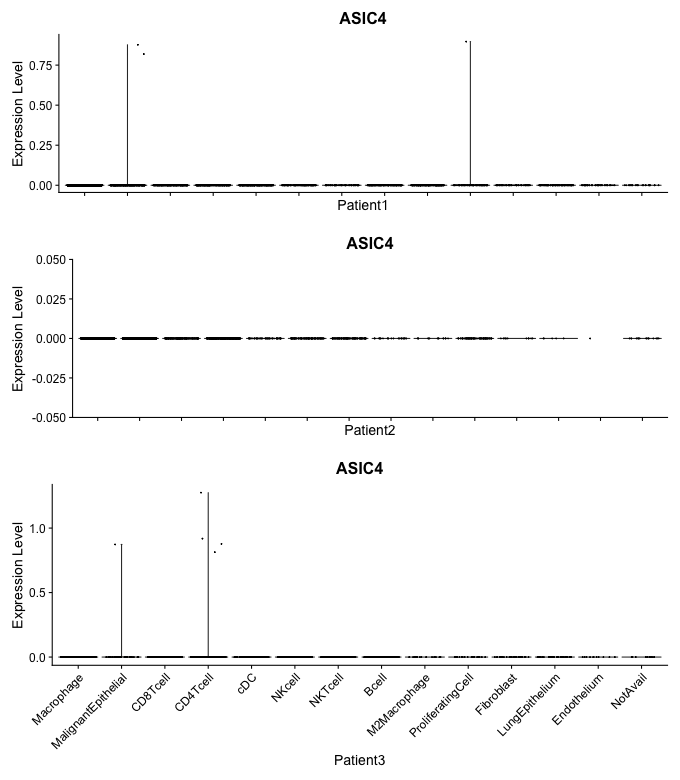 ASIC4
Expression Level
0.75
0.50
0.25
0.00
Patient1
ASIC4
Expression Level
0.050
0.025
0.000
-0.025
-0.050
Patient2
ASIC4
Expression Level
1.0
0.5
0.0
Macrophage
MalignantEpithelial
CD8Tcell
CD4Tcell
cDC
NKcell
NKTcell
Bcell
M2Macrophage
ProliferatingCell
Fibroblast
LungEpithelium
Endothelium
NotAvail
Patient3